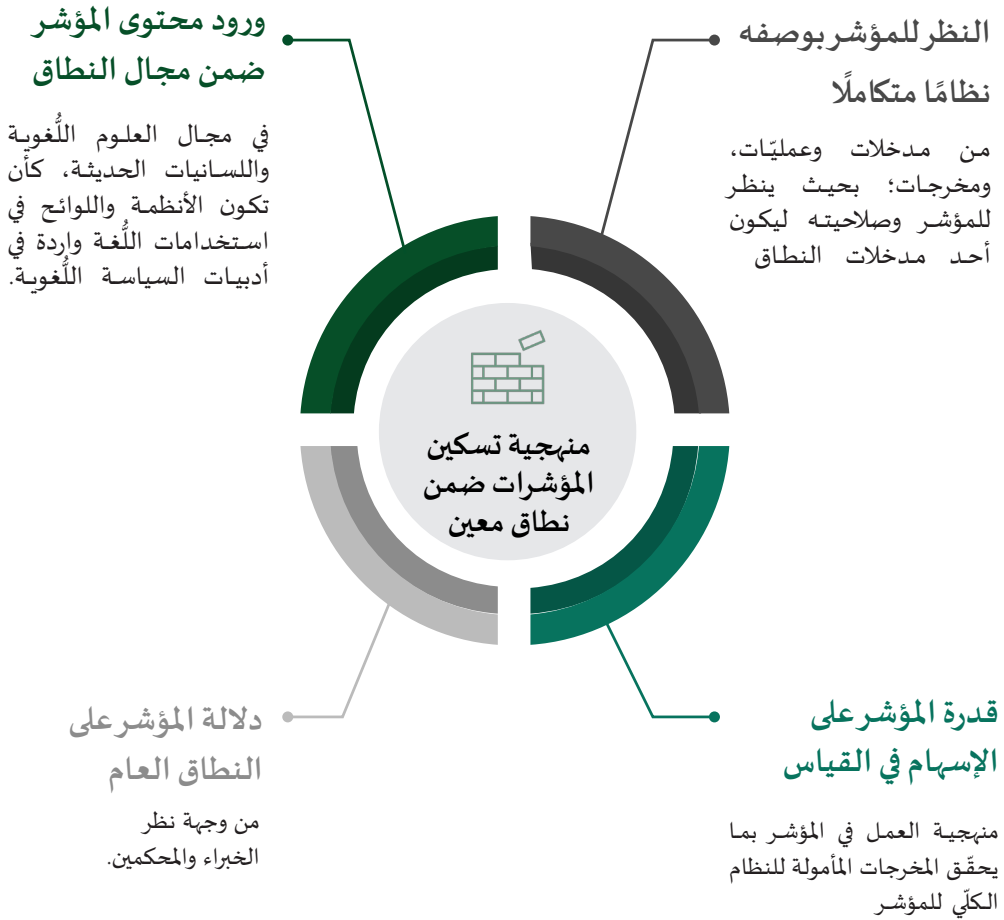 النظر للمؤشر بوصفه
نظامًا متكاملًا
من مدخلات وعمليّات،
ومخرجات؛ بحيث ينظر
للمؤشر وصلاحيته ليكون
أحد مدخلات النطاق
ورود محتوى المؤشر
ضمن مجال النطاق
في مجال العلوم اللُّغوية
واللسانيات الحديثة، كأن
تكون الأنظمة واللوائح في
استخدامات اللُّغة واردة في
أدبيات السياسة اللُّغوية.
منهجية تسكين
المؤشرات ضمن
نطاق معين
قدرة المؤشر على
الإسهام في القياس
منهجية العمل في المؤشر بما
يحقّق المخرجات المأمولة للنظام
الكلّي للمؤشر
دلالة المؤشر على
النطاق العام
من وجهة نظر
الخبراء والمحكمين.